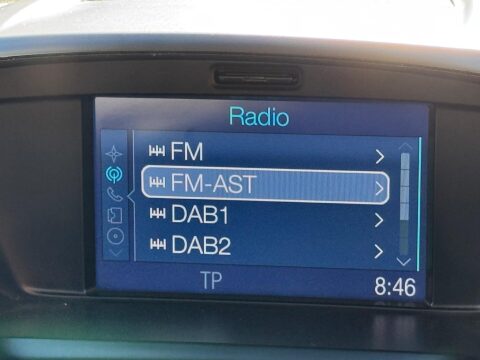 Radio
FM
FM-AST
DAB1
DAB2
TP
8:46